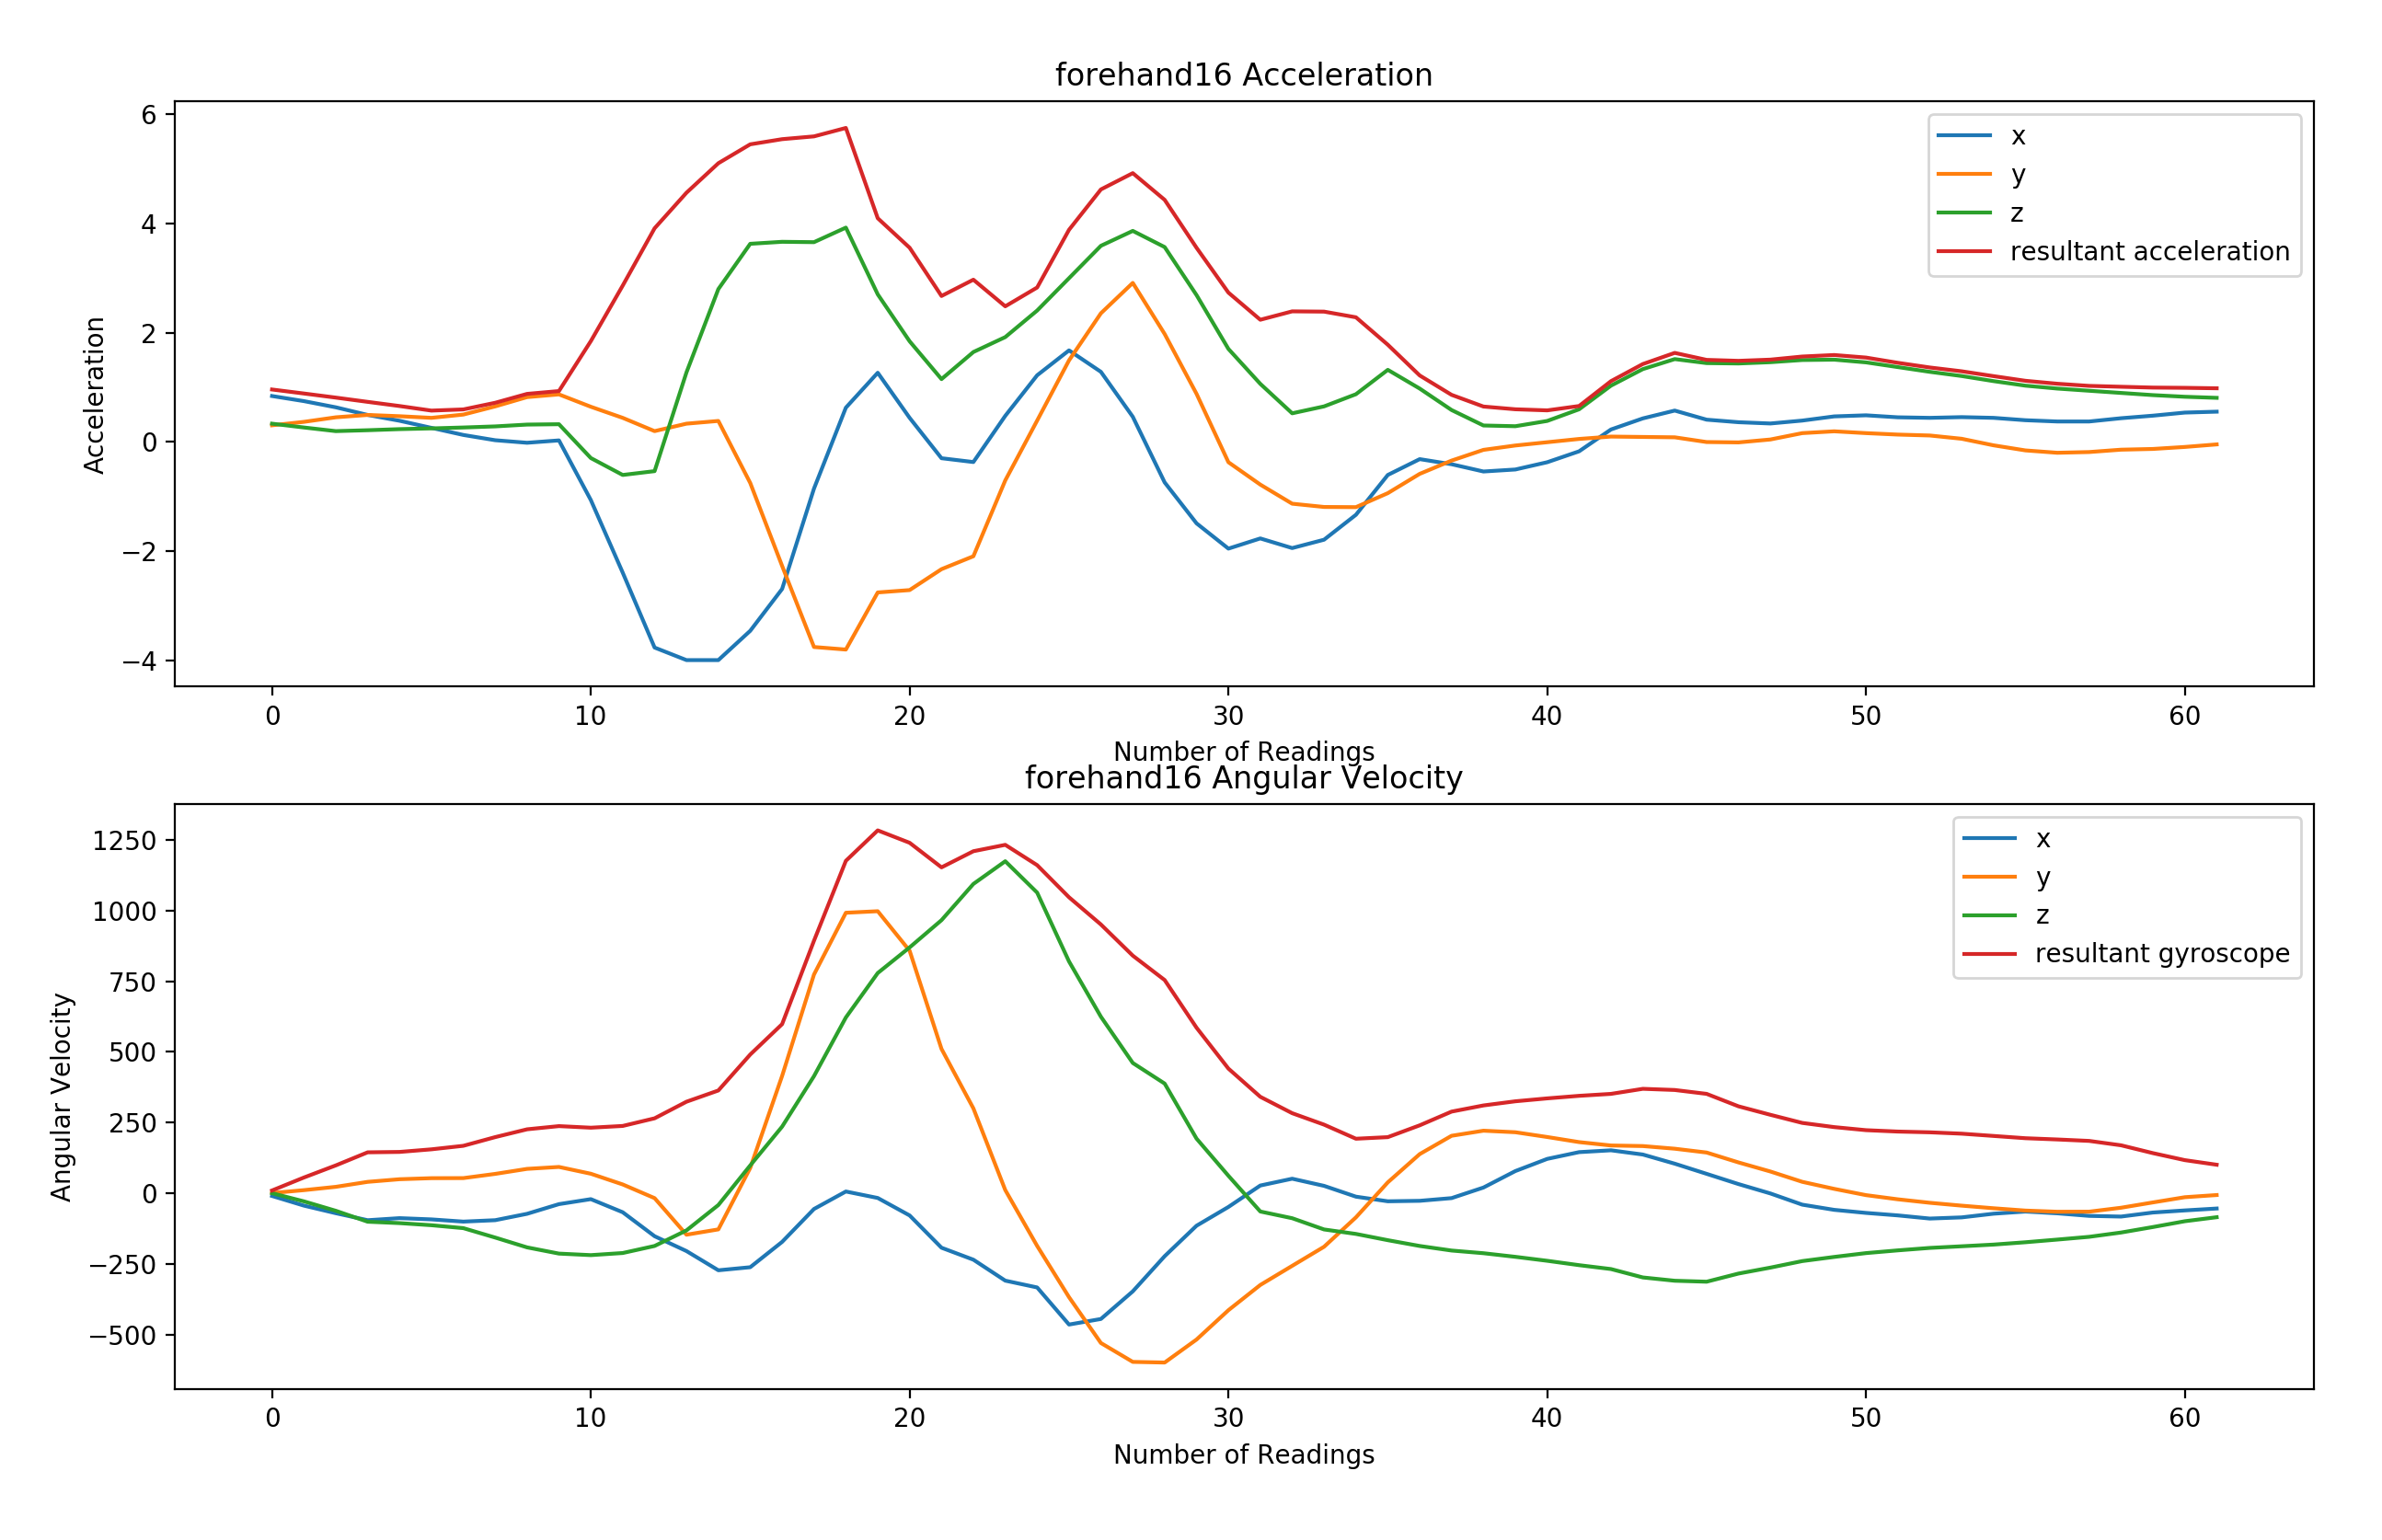 forehand16 Acceleration
6
4
2
0
−2
−4
Acceleration
x
y
z
resultant acceleration
0 10 20 30 40 50 60
Number of Readings
forehand16 Angular Velocity
1250
1000
750
500
250
0
−250
−500
Angular Velocity
x
y
z
resultant gyroscope
0 10 20 30 40 50 60
Number of Readings